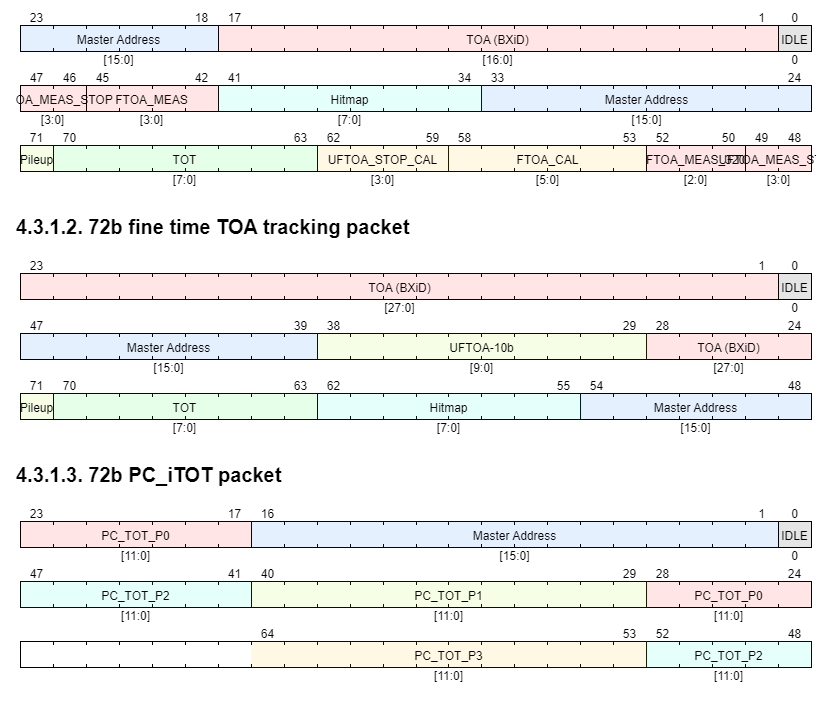 23 18 17 1 0
Master Address TOA (BXiD) IDLE
[15:0] [16:0] 0
47 46 45 42 41 34 33 24
OA_MEAS_STOP FTOA_MEAS Hitmap Master Address
[3:0] [3:0] [7:0] [15:0]
71 70 63 62 59 58 53 52 50 49 48
Pileup TOT UFTOA_STOP_CAL FTOA_CAL FTOA_MEAS OA_MEAS_S
[7:0] [3:0] [5:0] [2:0] [3:0]
4.3.1.2. 72b fine time TOA tracking packet
23 1 0
TOA (BXiD) IDLE
[27:0] 0
47 39 38 29 28 24
Master Address UFTOA-10b TOA (BXiD)
[15:0] [9:0] [27:0]
71 70 63 62 55 54 48
Pileup TOT Hitmap Master Address
[7:0] [7:0] [15:0]
4.3.1.3. 72b PC_iTOT packet
23 17 16 1 0
PC_TOT_P0 Master Address IDLE
[11:0] [15:0] 0
47 41 40 29 28 24
PC_TOT_P2 PC_TOT_P1 PC_TOT_P0
[11:0] [11:0] [11:0]
64 53 52 48
PC_TOT_P3 PC_TOT_P2
[11:0] [11:0]